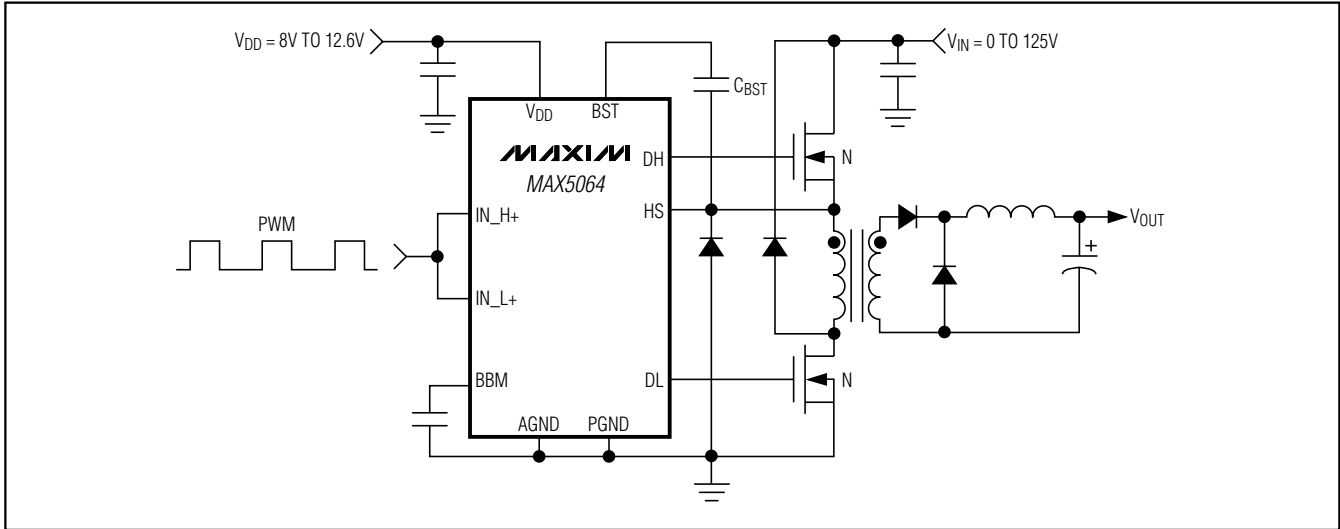 VDD = 8V TO 12.6V
VIN = 0 TO 125V
CBST
VDD
BST
MAXIM
MAX5064
DH
N
HS
IN_H+
PWM
VOUT
+
IN_L+
BBM
DL
N
AGND
PGND